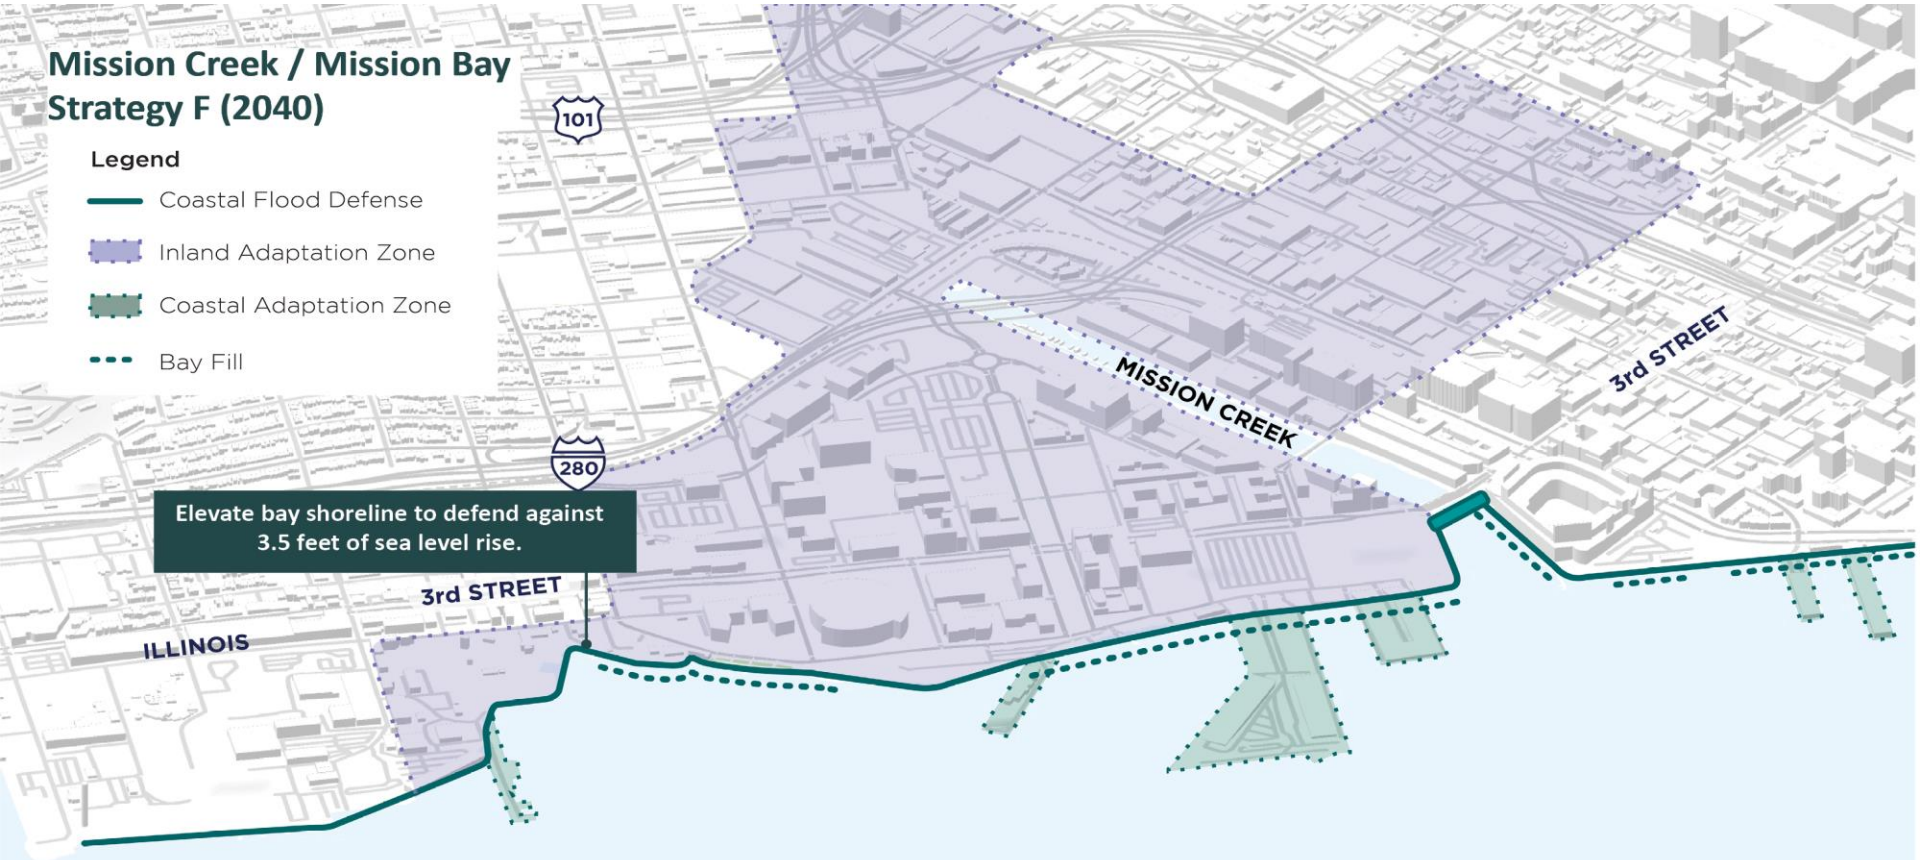 Mission Creek / Mission Bay
Strategy F (2040)
Legend
Coastal Flood Defense
Inland Adaptation Zone
Coastal Adaptation Zone
Bay Fill
101
280
Elevate bay shoreline to defend against
3.5 feet of sea level rise.
3rd STREET
ILLINOIS
MISSION CREEK
3rd STREET